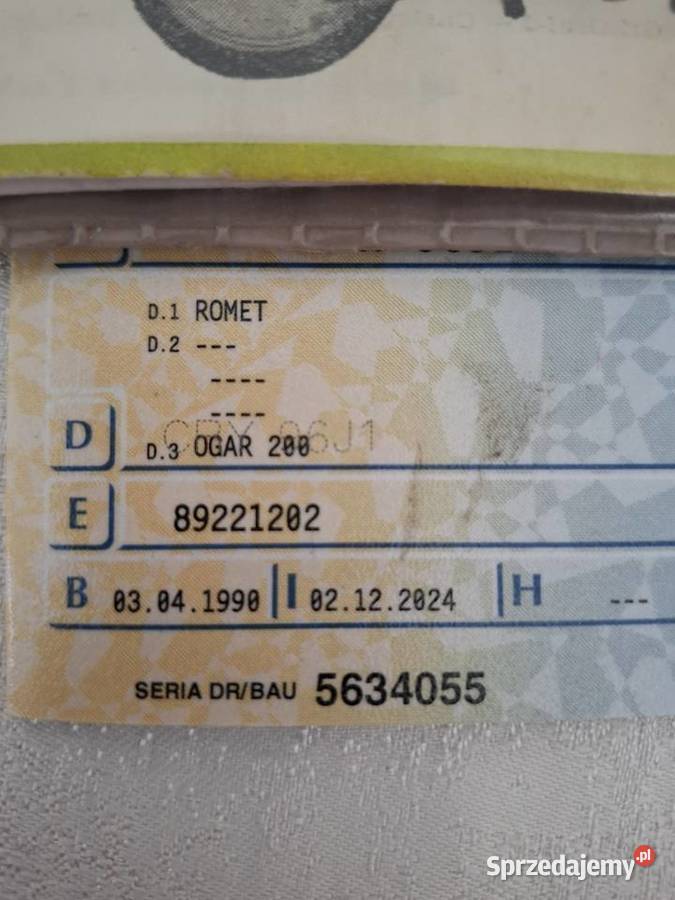 D.1 ROMET
D.2 ---
----
----
D D.3 OGAR 200
E 89221202
B 03.04.1990 I 02.12.2024 H ---
SERIA DR/BAU 5634055
Sprzedajemy.pl